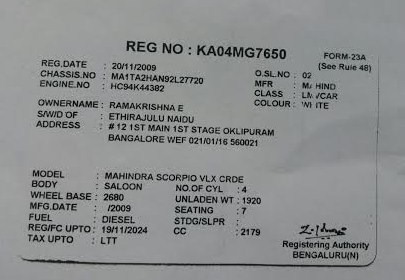 REG NO : KA04MG7650
FORM-23A
(See Rule 48)
REG.DATE : 20/11/2009
CHASSIS.NO : MA1TA2HAN92L27720 O.SL.NO : 02
ENGINE.NO : HC94K44382 MFR : HIND
CLASS : LMVCAR
OWNERNAME : RAMAKRISHNA E COLOUR :
S/W/D OF : ETHIRAJULU NAIDU
ADDRESS : # 12 1ST MAIN 1ST STAGE OKLIPURAM
BANGALORE WEF 021/01/16 560021
MODEL : MAHINDRA SCORPIO VLX CRDE
BODY : SALOON NO.OF CYL : 4
WHEEL BASE : 2680 UNLADEN WT : 1920
MFG.DATE : /2009 SEATING : 7
FUEL : DIESEL STDG/SLPR :
REG/FC UPTO : 19/11/2024 CC : 2179
TAX UPTO : LTT
Registering Authority
BENGALURU(N)